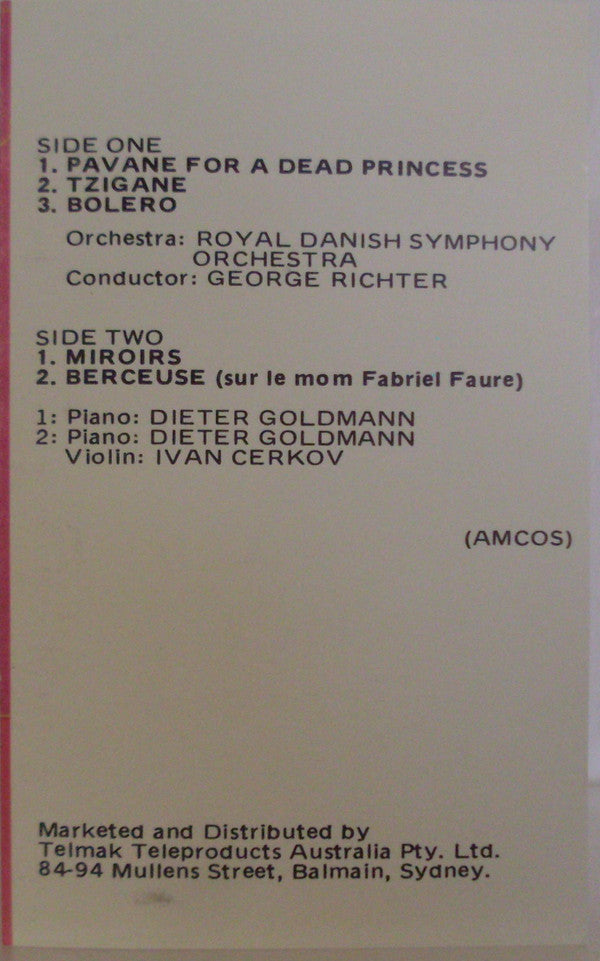 SIDE ONE
1. PAVANE FOR A DEAD PRINCESS
2. TZIGANE
3. BOLERO
Orchestra: ROYAL DANISH SYMPHONY
ORCHESTRA
Conductor: GEORGE RICHTER
SIDE TWO
1. MIROIRS
2. BERCEUSE (sur le mom Fabriel Faure)
1: Piano: DIETER GOLDMANN
2: Piano: DIETER GOLDMANN
Violin: IVAN CERKOV
(AMCOS)
Marketed and Distributed by
Telmak Teleproducts Australia Pty. Ltd.
84-94 Mullens Street, Balmain, Sydney.